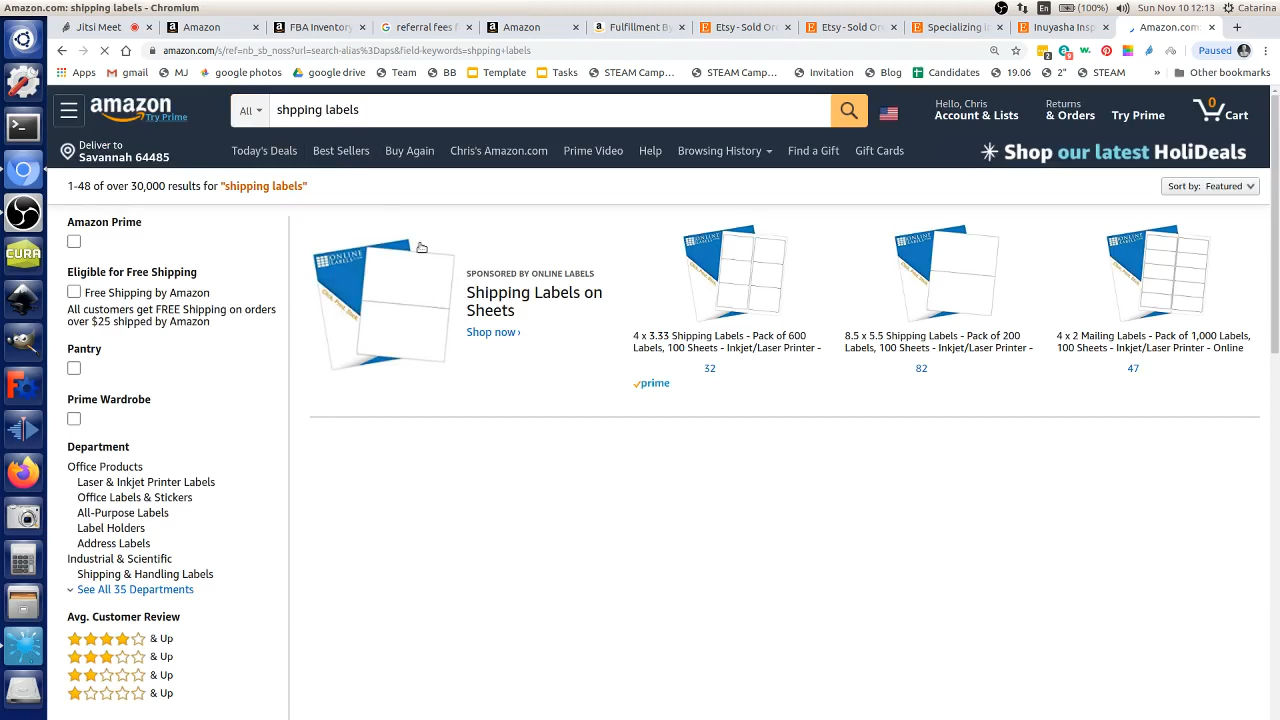 Amazon.com: shipping labels - Chromium
En
(100%)
Sun Nov 10 12:13
Catarina
Jitsi Meet
Amazon
FBA Inventory
referral fees
Amazon
Fulfillment By
Etsy - Sold Or
Etsy - Sold Or
Specializing in
Inuyasha Insp
Amazon.com:
amazon.com/s/ref=nb_sb_noss?url=search-alias%3Daps&field-keywords=shpping+labels
Paused
Apps
gmail
MJ
google photos
google drive
Team
BB
Template
Tasks
STEAM Camp...
STEAM Camp...
Invitation
Blog
Candidates
19.06
2"
STEAM
»
Other bookmarks
amazon
Try Prime
All
shpping labels
Hello, Chris
Account & Lists
Returns
& Orders
Try Prime
0
Cart
Deliver to
Savannah 64485
Today's Deals
Best Sellers
Buy Again
Chris's Amazon.com
Prime Video
Help
Browsing History
Find a Gift
Gift Cards
Shop our latest HoliDeals
1-48 of over 30,000 results for "shipping labels"
Sort by: Featured
Amazon Prime
Eligible for Free Shipping
Free Shipping by Amazon
All customers get FREE Shipping on orders
over $25 shipped by Amazon
Pantry
Prime Wardrobe
Department
Office Products
Laser & Inkjet Printer Labels
Office Labels & Stickers
All-Purpose Labels
Label Holders
Address Labels
Industrial & Scientific
Shipping & Handling Labels
See All 35 Departments
Avg. Customer Review
& Up
& Up
& Up
& Up
ONLINE
LABELS
SPONSORED BY ONLINE LABELS
Shipping Labels on
Sheets
Shop now ›
4 x 3.33 Shipping Labels - Pack of 600
Labels, 100 Sheets - Inkjet/Laser Printer -
32
prime
8.5 x 5.5 Shipping Labels - Pack of 200
Labels, 100 Sheets - Inkjet/Laser Printer -
82
4 x 2 Mailing Labels - Pack of 1,000 Labels,
100 Sheets - Inkjet/Laser Printer - Online
47
CURA